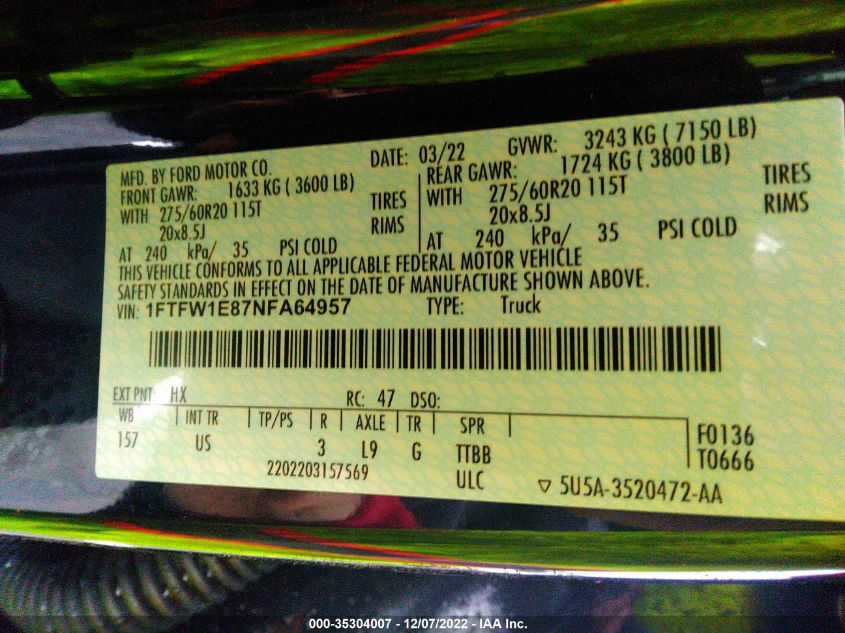 MFD. BY FORD MOTOR CO.
DATE: 03/22 GVWR: 3243 KG ( 7150 LB)
FRONT GAWR: 1633 KG ( 3600 LB)
REAR GAWR: 1724 KG ( 3800 LB)
WITH 275/60R20 115T TIRES
WITH 275/60R20 115T TIRES
20x8.5J RIMS
20x8.5J RIMS
AT 240 kPa/ 35 PSI COLD
AT 240 kPa/ 35 PSI COLD
THIS VEHICLE CONFORMS TO ALL APPLICABLE FEDERAL MOTOR VEHICLE
SAFETY STANDARDS IN EFFECT ON THE DATE OF MANUFACTURE SHOWN ABOVE.
VIN: 1FTFW1E87NFA64957 TYPE: Truck
EXT PNT: HX RC: 47 DSO:
WB INT TR TP/PS R AXLE TR SPR
157 US 3 L9 G TTBB
F0136
T0666
2202203157569 ULC
▽ 5U5A-3520472-AA
000-35304007 - 12/07/2022 - IAA Inc.